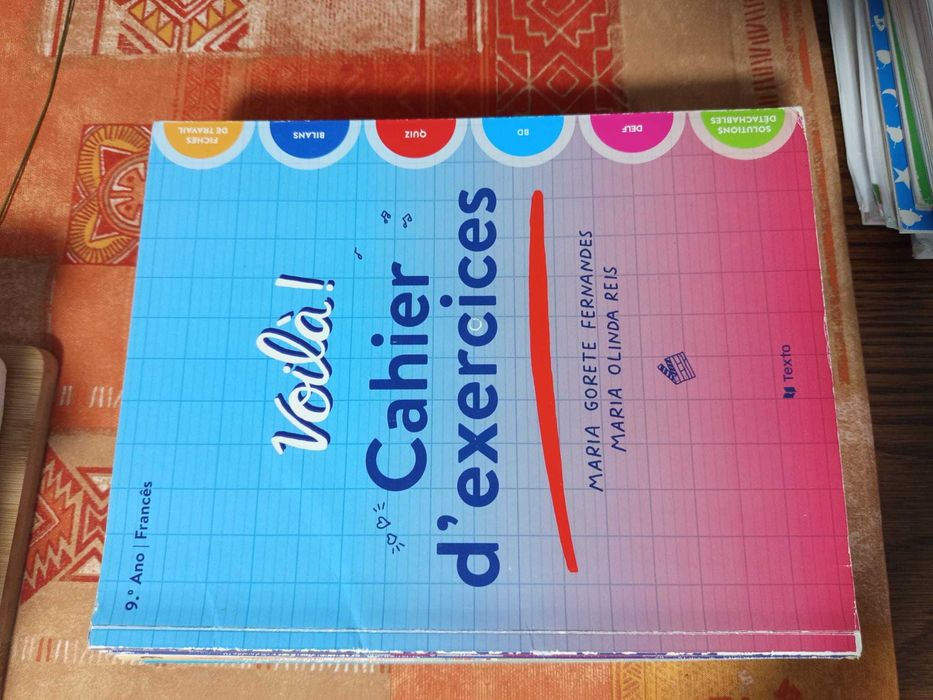 9.º Ano | Francês
Voilà!
Cahier
d'exercices
MARIA GORETE FERNANDES
MARIA OLINDA REIS
Texto
FICHES
DE TRAVAIL
BILANS
QUIZ
BD
DELF
SOLUTIONS
DÉTACHABLES